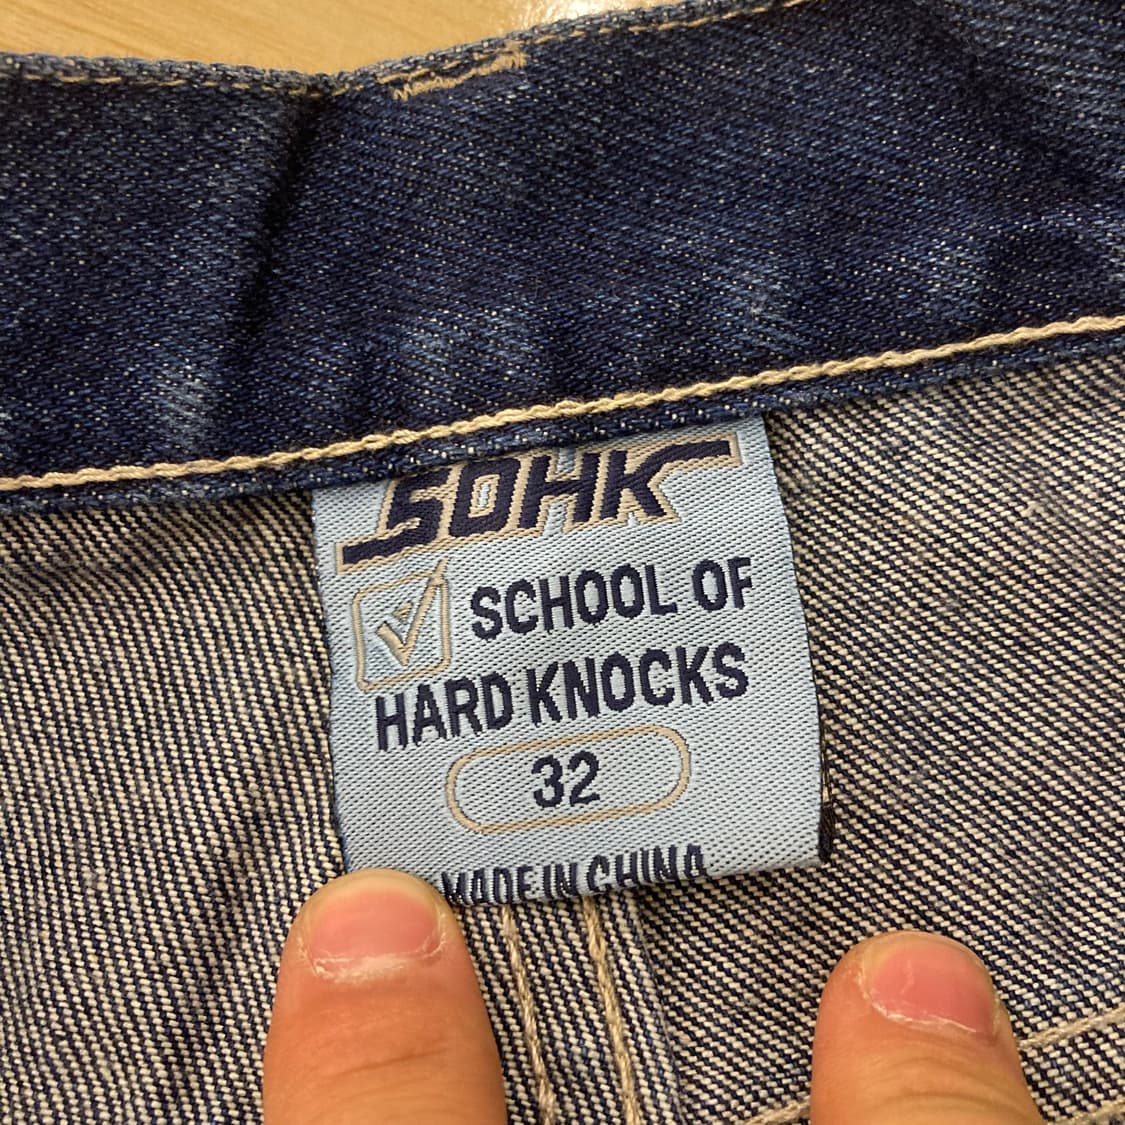 SOHK
SCHOOL OF
HARD KNOCKS
32
MADE IN CHINA